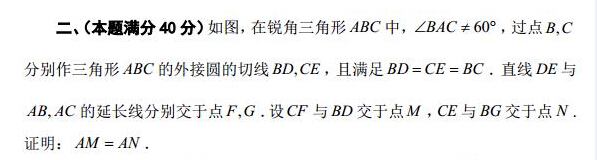 二、(本题满分 40 分) 如图，在锐角三角形 ABC 中，∠BAC ≠ 60°，过点 B, C
分别作三角形 ABC 的外接圆的切线 BD, CE，且满足 BD = CE = BC．直线 DE 与
AB, AC 的延长线分别交于点 F, G．设 CF 与 BD 交于点 M，CE 与 BG 交于点 N．
证明： AM = AN．